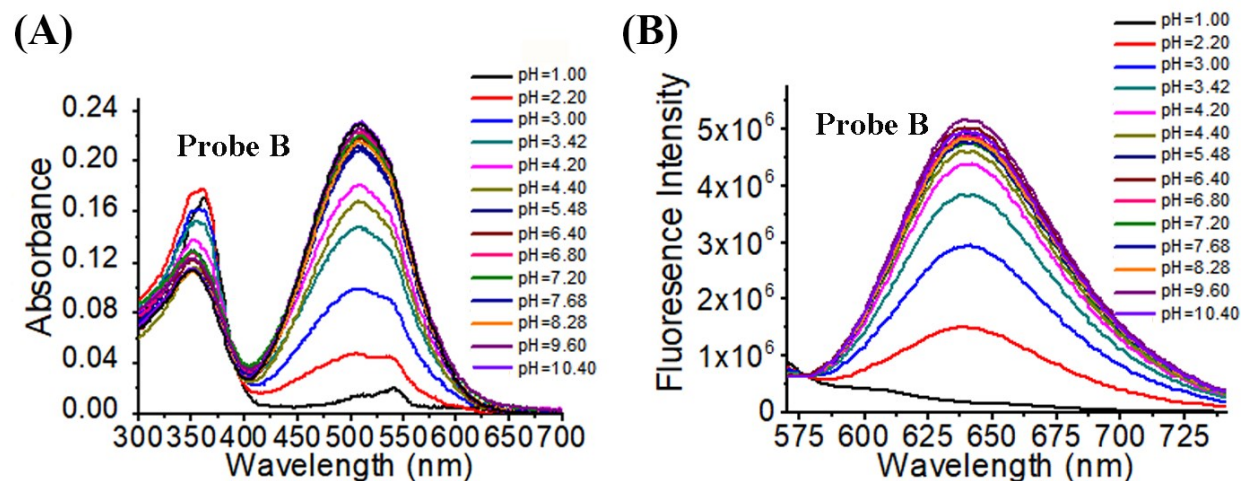 (A)
Absorbance
0.24
0.20
0.16
0.12
0.08
0.04
0.00
300 350 400 450 500 550 600 650 700
Wavelength (nm)
Probe B
pH=1.00
pH=2.20
pH=3.00
pH=3.42
pH=4.20
pH=4.40
pH=5.48
pH=6.40
pH=6.80
pH=7.20
pH=7.68
pH=8.28
pH=9.60
pH=10.40
(B)
Fluoresence Intensity
5x10⁶
4x10⁶
3x10⁶
2x10⁶
1x10⁶
0
575 600 625 650 675 700 725
Wavelength (nm)
Probe B
pH=1.00
pH=2.20
pH=3.00
pH=3.42
pH=4.20
pH=4.40
pH=5.48
pH=6.40
pH=6.80
pH=7.20
pH=7.68
pH=8.28
pH=9.60
pH=10.40